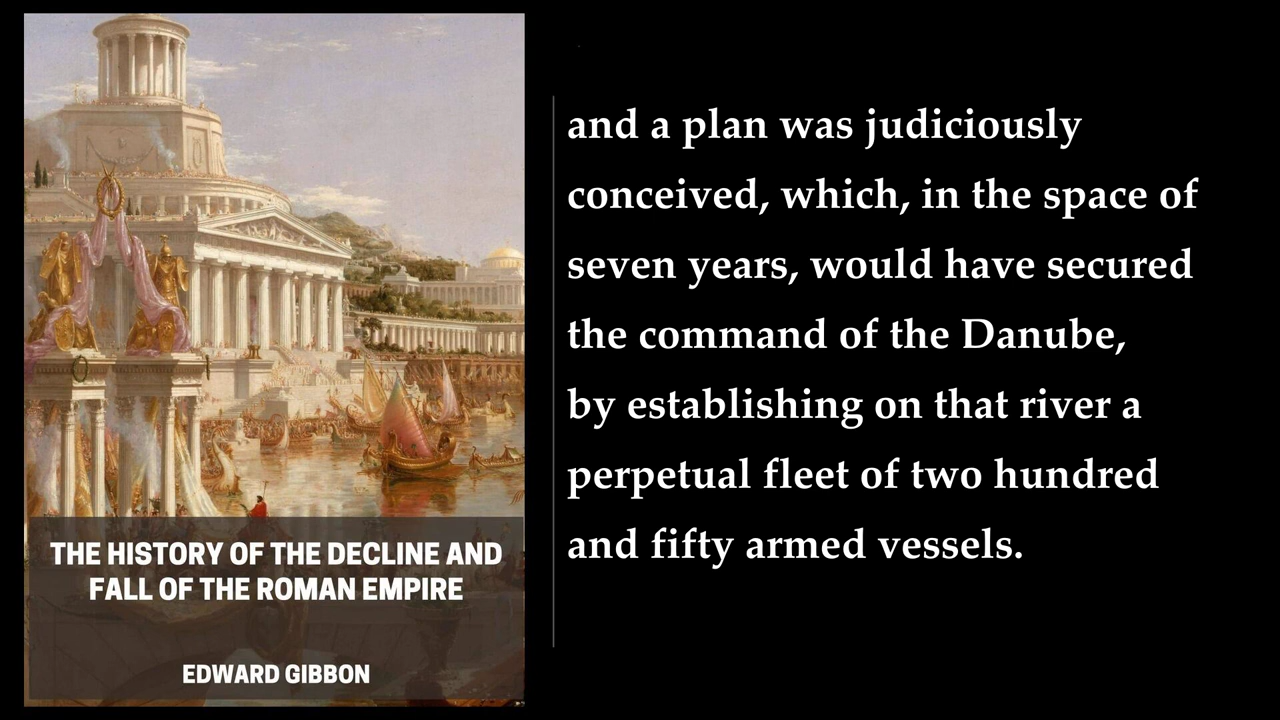 THE HISTORY OF THE DECLINE AND
FALL OF THE ROMAN EMPIRE
EDWARD GIBBON
and a plan was judiciously
conceived, which, in the space of
seven years, would have secured
the command of the Danube,
by establishing on that river a
perpetual fleet of two hundred
and fifty armed vessels.